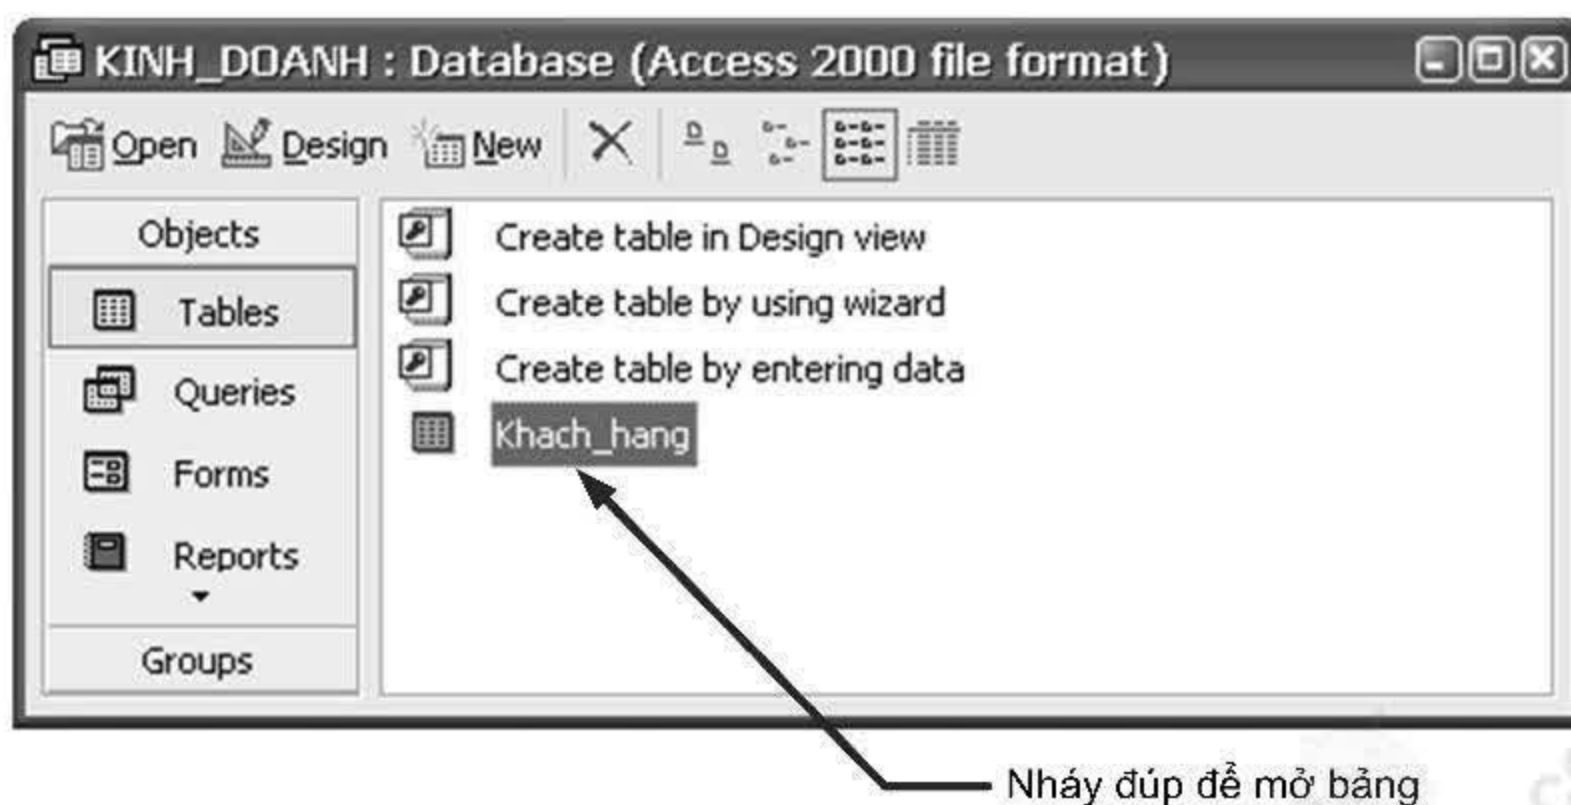 KINH_DOANH : Database (Access 2000 file format)
Open Design New
Objects
Tables
Queries
Forms
Reports
Groups
Create table in Design view
Create table by using wizard
Create table by entering data
Khach_hang
Nháy đúp để mở bảng